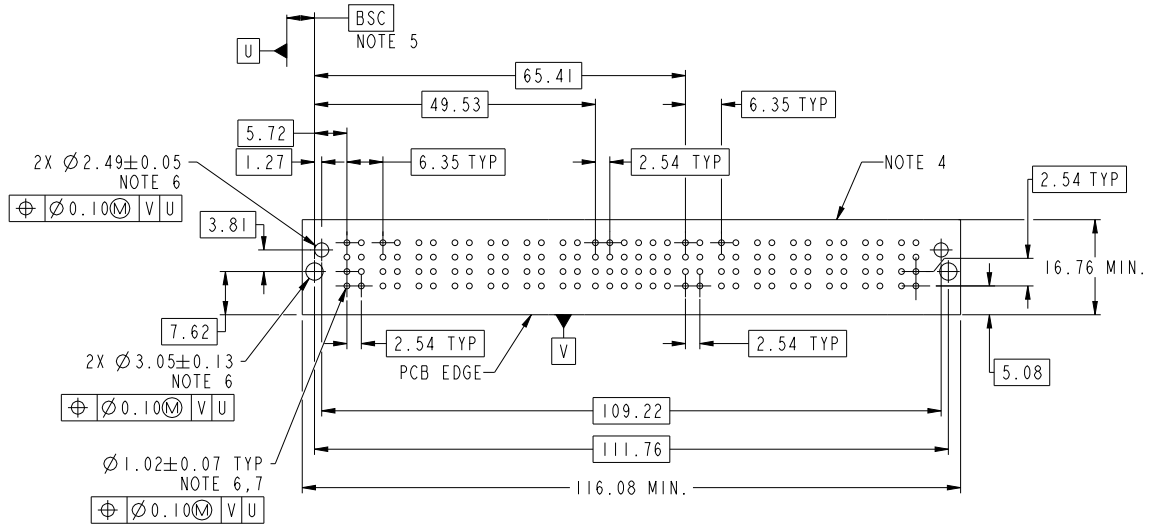 BSC
NOTE 5
U
65.41
49.53
6.35 TYP
5.72
1.27
6.35 TYP
2.54 TYP
NOTE 4
2X Ø2.49±0.05
NOTE 6
⌖ Ø0.10Ⓜ V U
2.54 TYP
3.81
16.76 MIN.
7.62
2.54 TYP
V
2.54 TYP
PCB EDGE
5.08
2X Ø3.05±0.13
NOTE 6
⌖ Ø0.10Ⓜ V U
109.22
111.76
Ø1.02±0.07 TYP
NOTE 6,7
116.08 MIN.
⌖ Ø0.10Ⓜ V U